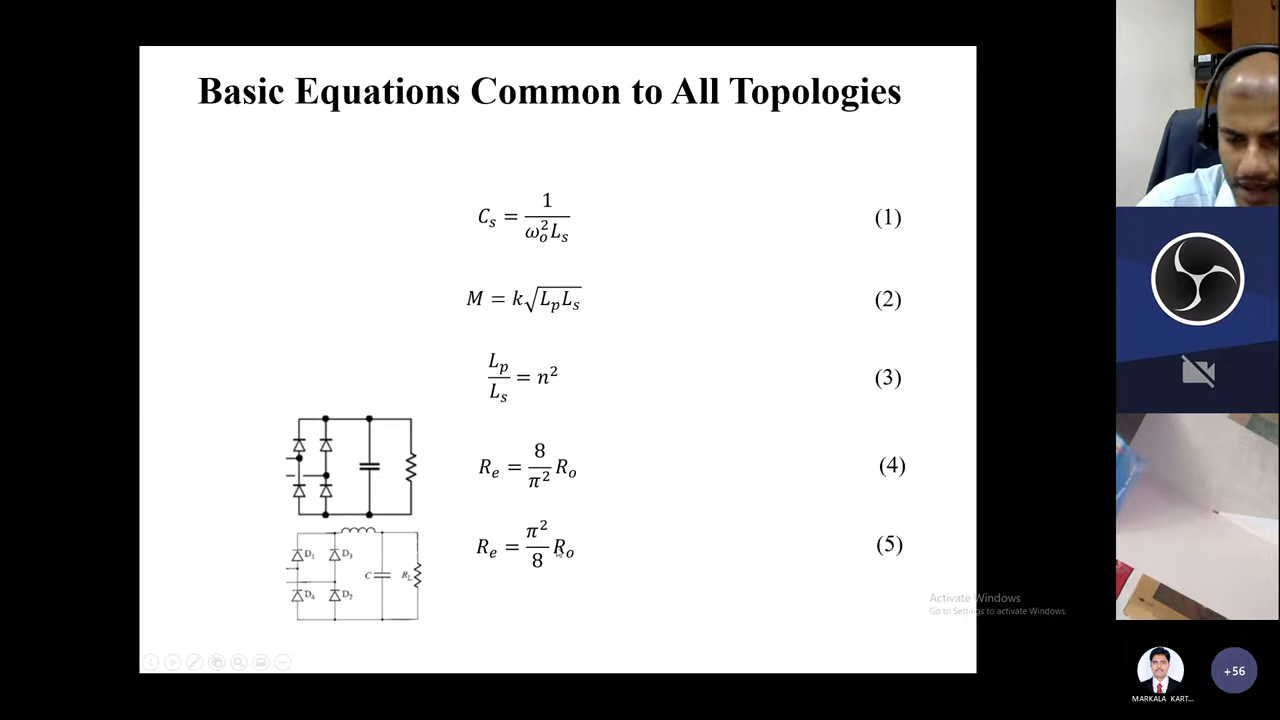 Basic Equations Common to All Topologies
C_s = 1 / (ω_o^2 L_s) (1)
M = k√(L_p L_s) (2)
L_p / L_s = n^2 (3)
R_e = 8/π^2 R_o (4)
R_e = π^2/8 R_o (5)
D₁ D₃ C R_L
D₄ D₂
Activate Windows
Go to Settings to activate Windows.
+56
MARKALA KART...